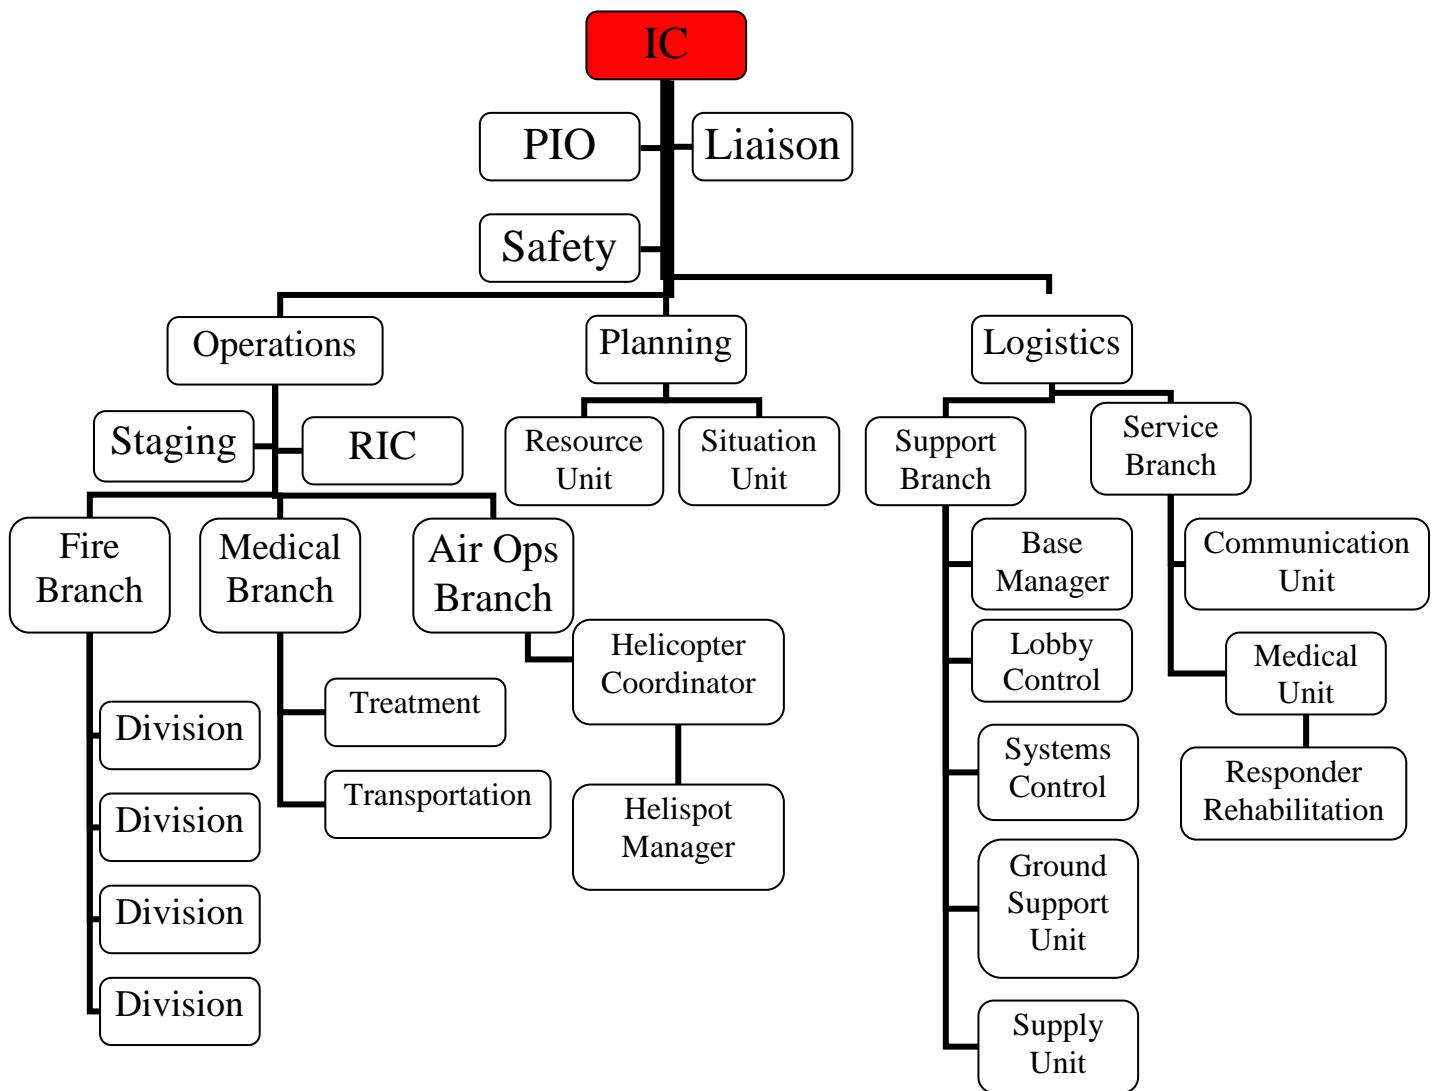 IC
PIO
Liaison
Safety
Operations
Planning
Logistics
Staging
RIC
Resource
Unit
Situation
Unit
Support
Branch
Service
Branch
Fire
Branch
Medical
Branch
Air Ops
Branch
Base
Manager
Communication
Unit
Helicopter
Coordinator
Lobby
Control
Medical
Unit
Division
Treatment
Systems
Control
Responder
Rehabilitation
Division
Transportation
Helispot
Manager
Ground
Support
Unit
Division
Division
Supply
Unit